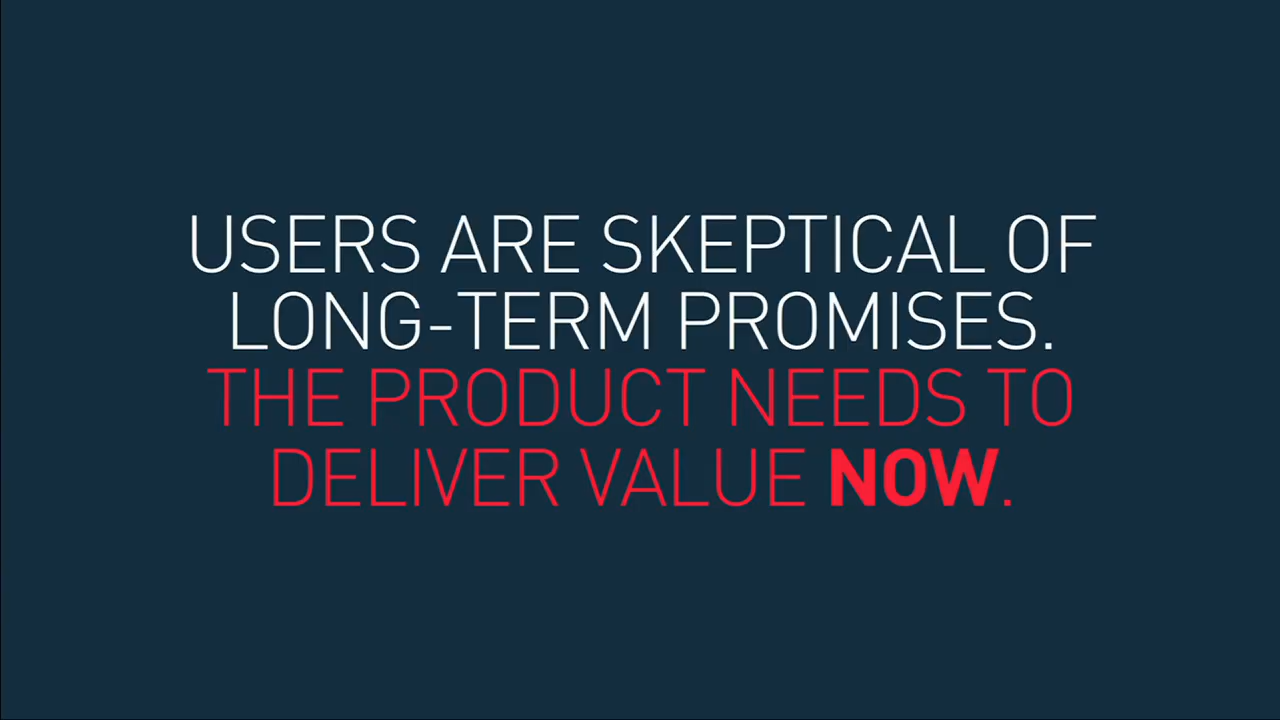 USERS ARE SKEPTICAL OF
LONG-TERM PROMISES.
THE PRODUCT NEEDS TO
DELIVER VALUE NOW.